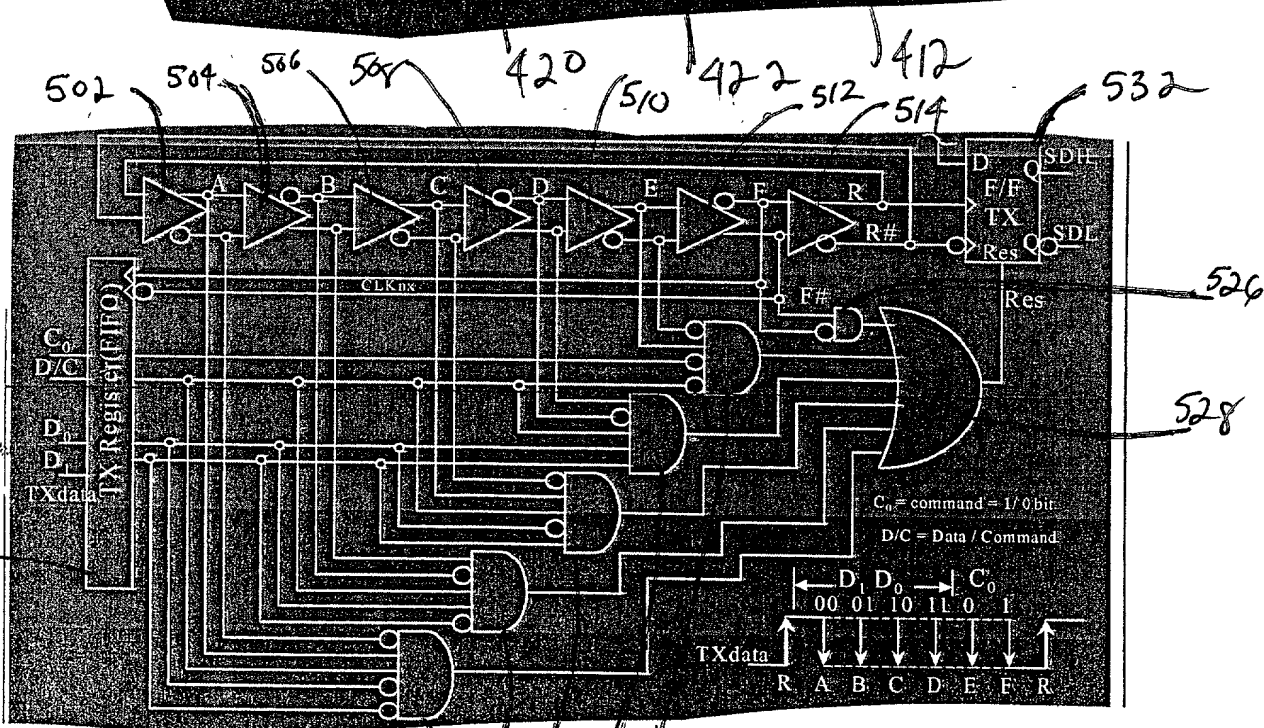 420 422 412
502 504 506 508 510 512 514 532
A B C D E F R
R#
D Q SDH
F/F
TX
Res Q SDL
CLKnx
F#
Res
526
528
TX Register(FIFO)
C₀
D/C
D₀
D₁
TXdata
C₀ = command = 1/0 bit
D/C = Data / Command
D₁ D₀ C₀
00 01 10 11 0 1
TXdata
R A B C D E F R